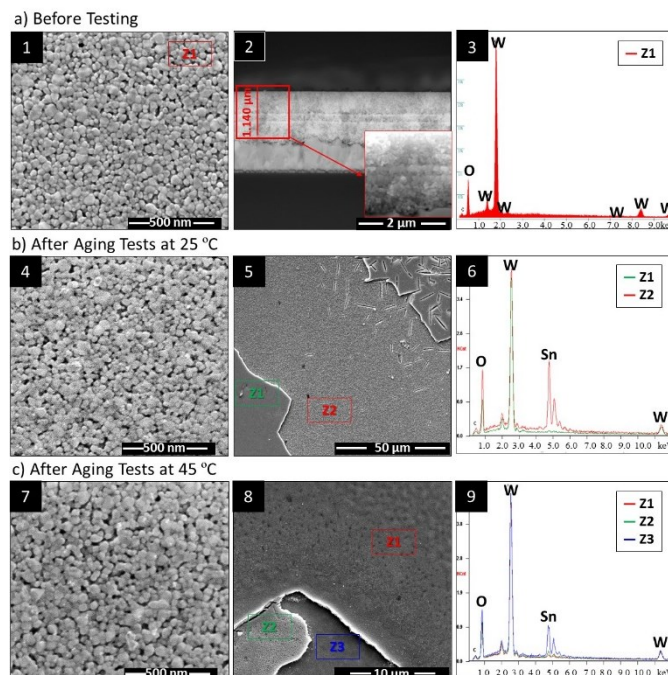 a) Before Testing
1
Z1
500 nm
2
1.140 µm
2 µm
3
Z1
W
O
W
W
W
W
W
c
1.0 2.0 3.0 4.0 5.0 6.0 7.0 8.0 9.0 ke
b) After Aging Tests at 25 ºC
4
500 nm
5
Z1
Z2
50 µm
6
Z1
Z2
W
O
Sn
W
c
1.0 2.0 3.0 4.0 5.0 6.0 7.0 8.0 9.0 10.0 keV
c) After Aging Tests at 45 ºC
7
500 nm
8
Z1
Z2
Z3
10 µm
9
Z1
Z2
Z3
W
O
Sn
W
c
1.0 2.0 3.0 4.0 5.0 6.0 7.0 8.0 9.0 10.0 keV